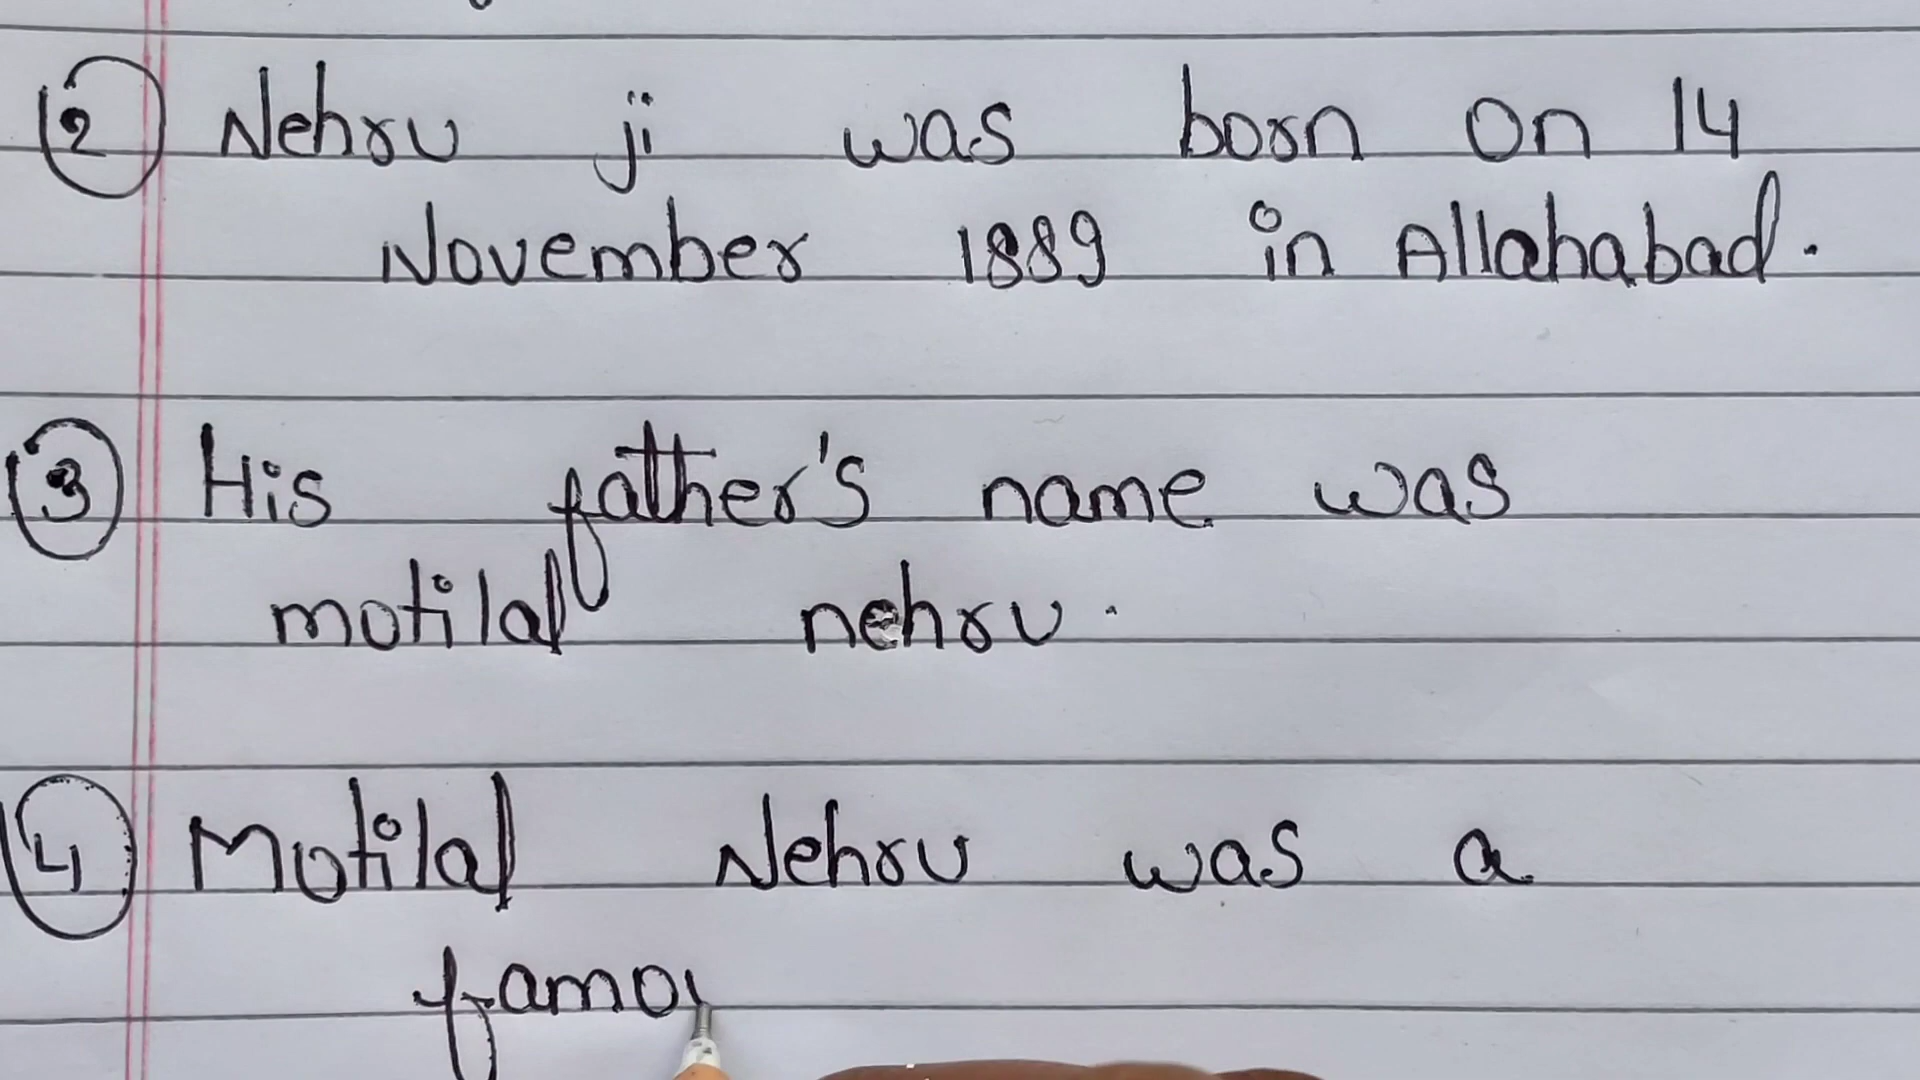 2 Nehru ji was born on 14
November 1889 in Allahabad.
3 His father's name was
motilal nehru.
4 Motilal Nehru was a
famou